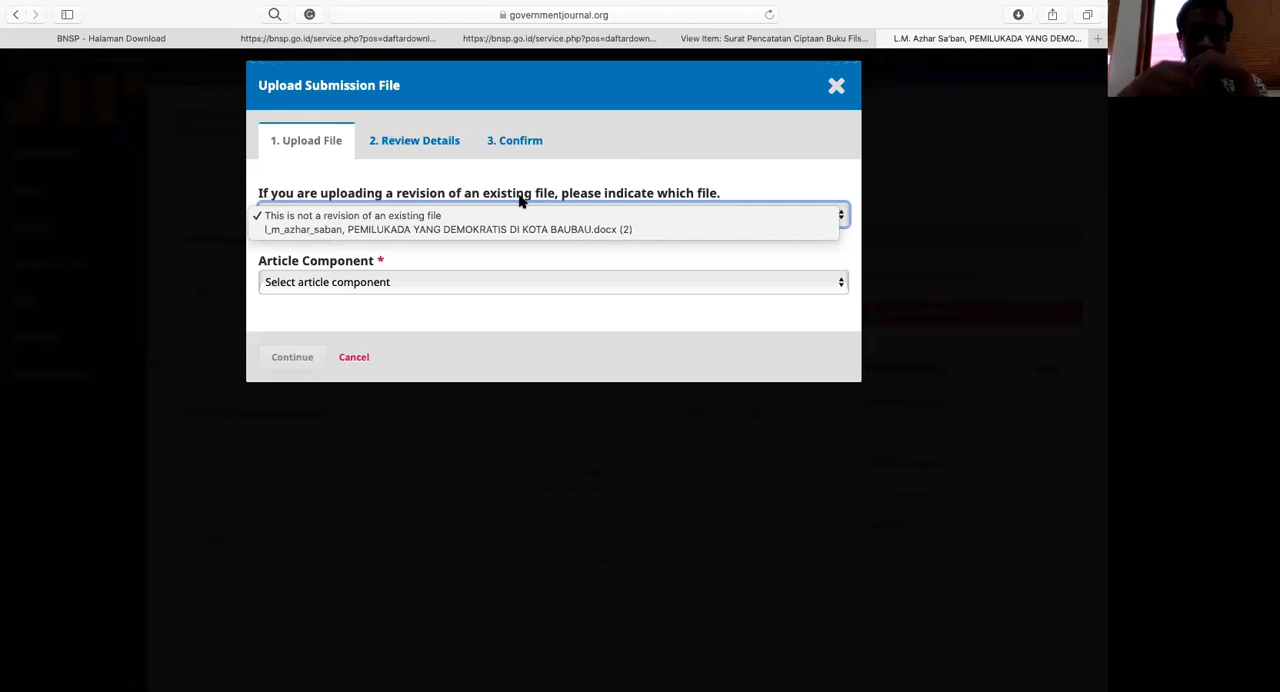 governmentjournal.org
BNSP - Halaman Download
https://bnsp.go.id/service.php?pos=daftardownl...
https://bnsp.go.id/service.php?pos=daftardown...
View Item: Surat Pencatatan Ciptaan Buku Fils...
L.M. Azhar Sa'ban, PEMILUKADA YANG DEMO...
Upload Submission File
1. Upload File
2. Review Details
3. Confirm
If you are uploading a revision of an existing file, please indicate which file.
✓ This is not a revision of an existing file
l_m_azhar_saban, PEMILUKADA YANG DEMOKRATIS DI KOTA BAUBAU.docx (2)
Article Component *
Select article component
Continue
Cancel